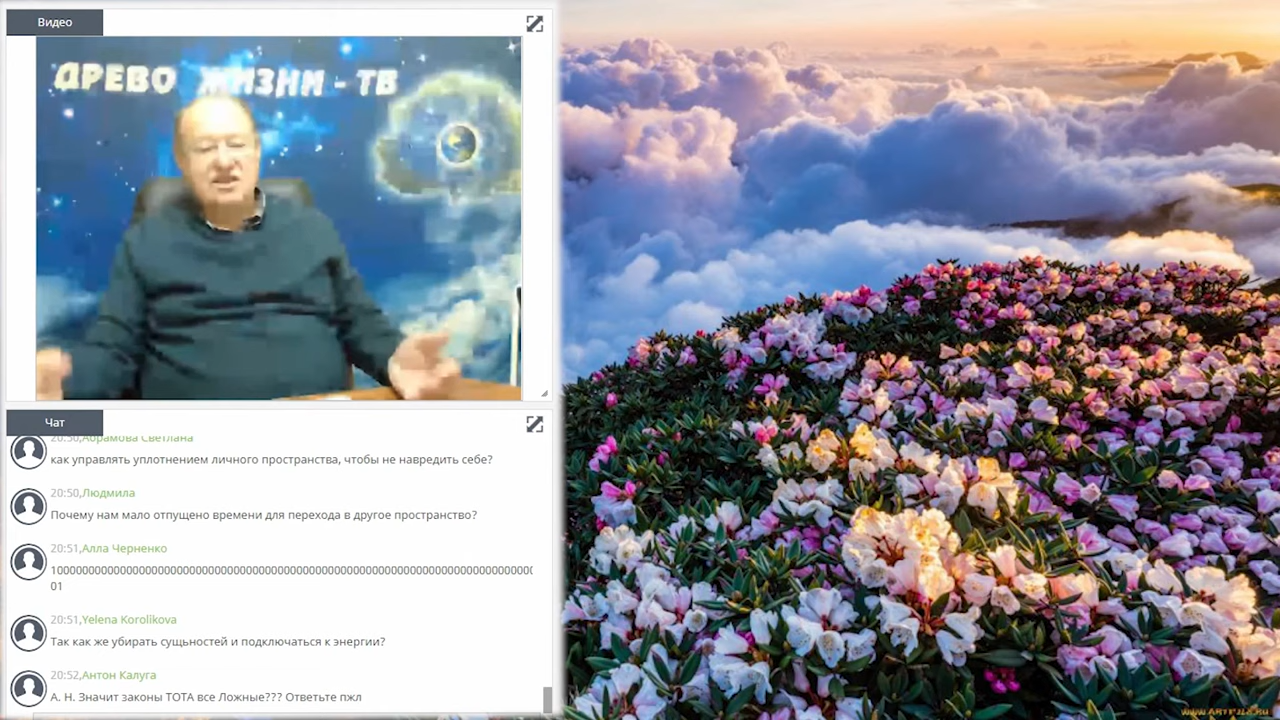 Видео
ДРЕВО ЖИЗНИ - ТВ
Чат
20:50,Абрамова Светлана
как управлять уплотнением личного пространства, чтобы не навредить себе?
20:50,Людмила
Почему нам мало отпущено времени для перехода в другое пространство?
20:51,Алла Черненко
01
20:51,Yelena Korolikova
Так как же убирать сущьностей и подключаться к энергии?
20:52,Антон Калуга
А. Н. Значит законы ТОТА все Ложные??? Ответьте пжл